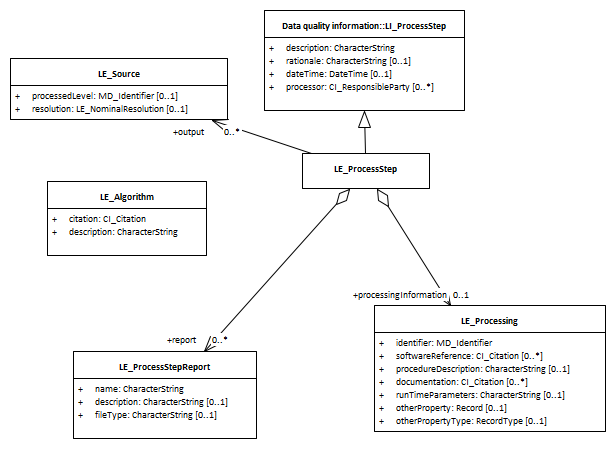 Data quality information::LI_ProcessStep
+ description: CharacterString
+ rationale: CharacterString [0..1]
+ dateTime: DateTime [0..1]
+ processor: CI_ResponsibleParty [0..*]
LE_Source
+ processedLevel: MD_Identifier [0..1]
+ resolution: LE_NominalResolution [0..1]
+output 0..*
LE_ProcessStep
LE_Algorithm
+ citation: CI_Citation
+ description: CharacterString
+processingInformation 0..1
LE_Processing
+ identifier: MD_Identifier
+ softwareReference: CI_Citation [0..*]
+ procedureDescription: CharacterString [0..1]
+ documentation: CI_Citation [0..*]
+ runTimeParameters: CharacterString [0..1]
+ otherProperty: Record [0..1]
+ otherPropertyType: RecordType [0..1]
+report 0..*
LE_ProcessStepReport
+ name: CharacterString
+ description: CharacterString [0..1]
+ fileType: CharacterString [0..1]